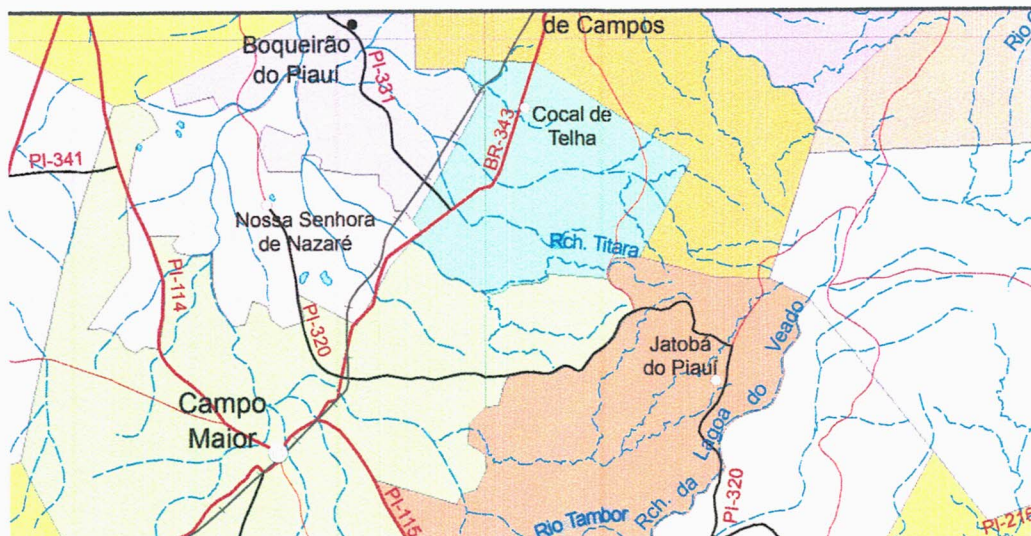 de Campos
Rio
Boqueirão
do Piauí
PI-331
Cocal de
Telha
BR-343
PI-341
Nossa Senhora
de Nazaré
Rch. Titara
PI-114
PI-320
Jatobá
do Piauí
Rch. da Lagoa do Veado
Campo
Maior
PI-320
PI-115
Rio Tambor
PI-218